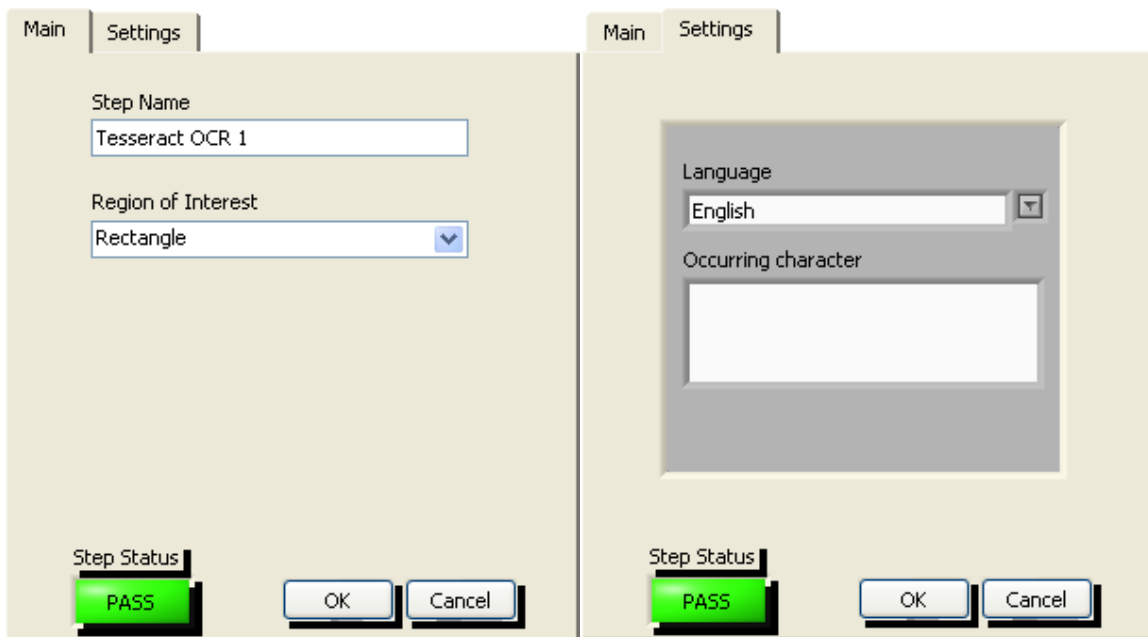 Main Settings
Step Name
Tesseract OCR 1
Region of Interest
Rectangle
Step Status
PASS OK Cancel
Main Settings
Language
English
Occurring character
Step Status
PASS OK Cancel